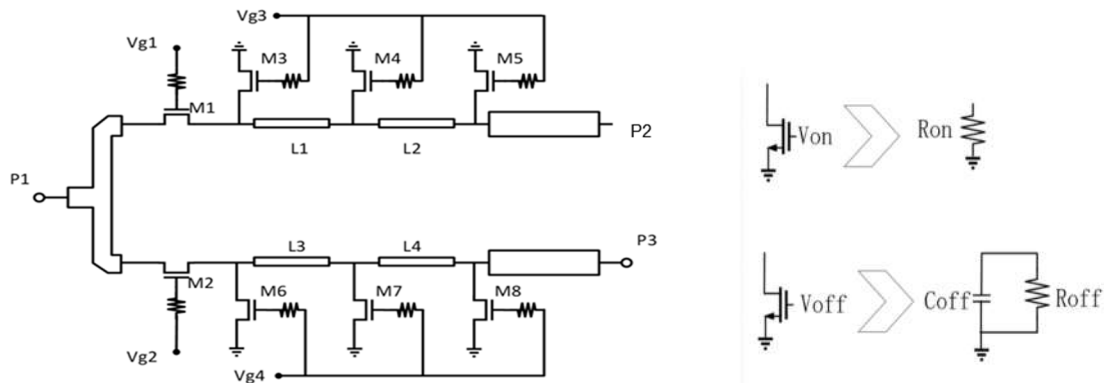 Vg3
Vg1
M3
M4
M5
M1
L1
L2
P2
P1
L3
L4
P3
M2
M6
M7
M8
Vg2
Vg4
Von
Ron
Voff
Coff
Roff